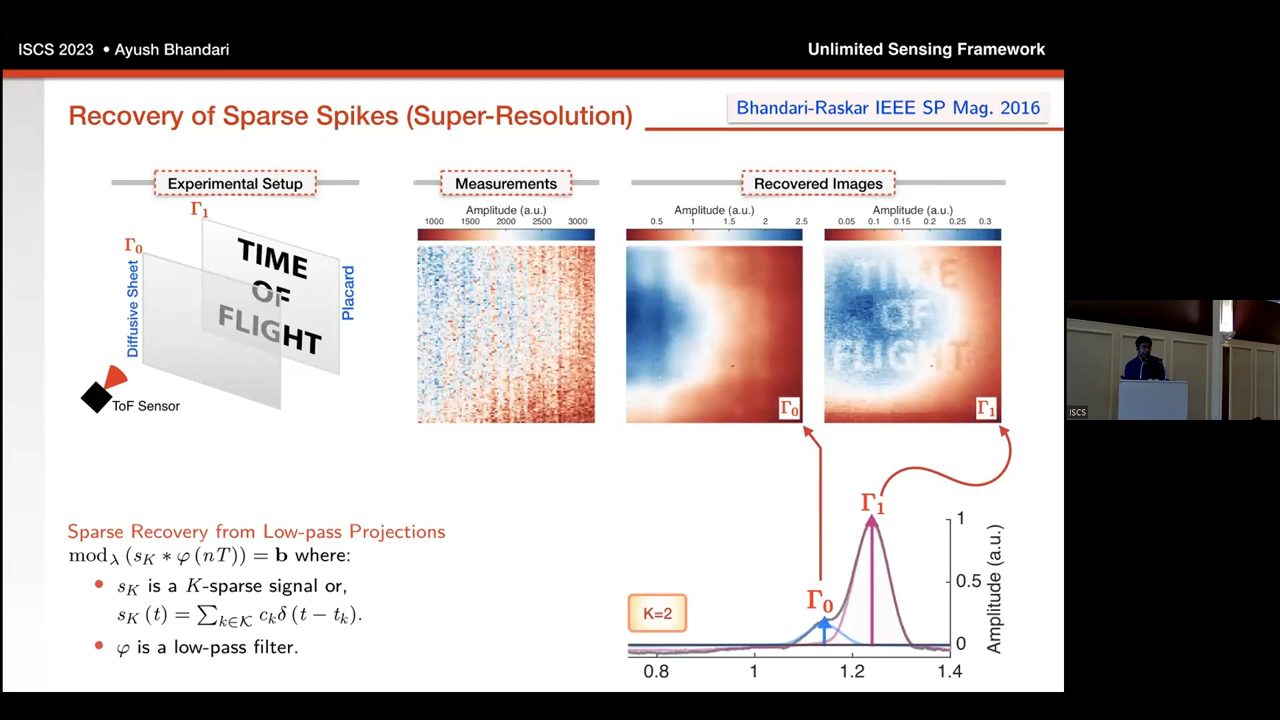 ISCS 2023 • Ayush Bhandari
Unlimited Sensing Framework
Recovery of Sparse Spikes (Super-Resolution)
Bhandari-Raskar IEEE SP Mag. 2016
Experimental Setup
Measurements
Recovered Images
Γ₁
Γ₀
Diffusive Sheet
TIME
OF
FLIGHT
Placard
ToF Sensor
Amplitude (a.u.)
1000 1500 2000 2500 3000
Amplitude (a.u.)
0.5 1 1.5 2 2.5
Γ₀
Amplitude (a.u.)
0.05 0.1 0.15 0.2 0.25 0.3
TIME
OF
FLIGHT
Γ₁
ISCS
Sparse Recovery from Low-pass Projections
mod_λ (s_K ∗ φ (nT)) = b where:
• s_K is a K-sparse signal or,
s_K (t) = ∑_{k∈𝒦} c_k δ (t − t_k).
• φ is a low-pass filter.
K=2
Γ₀
Γ₁
1
0.5
0
Amplitude (a.u.)
0.8 1 1.2 1.4